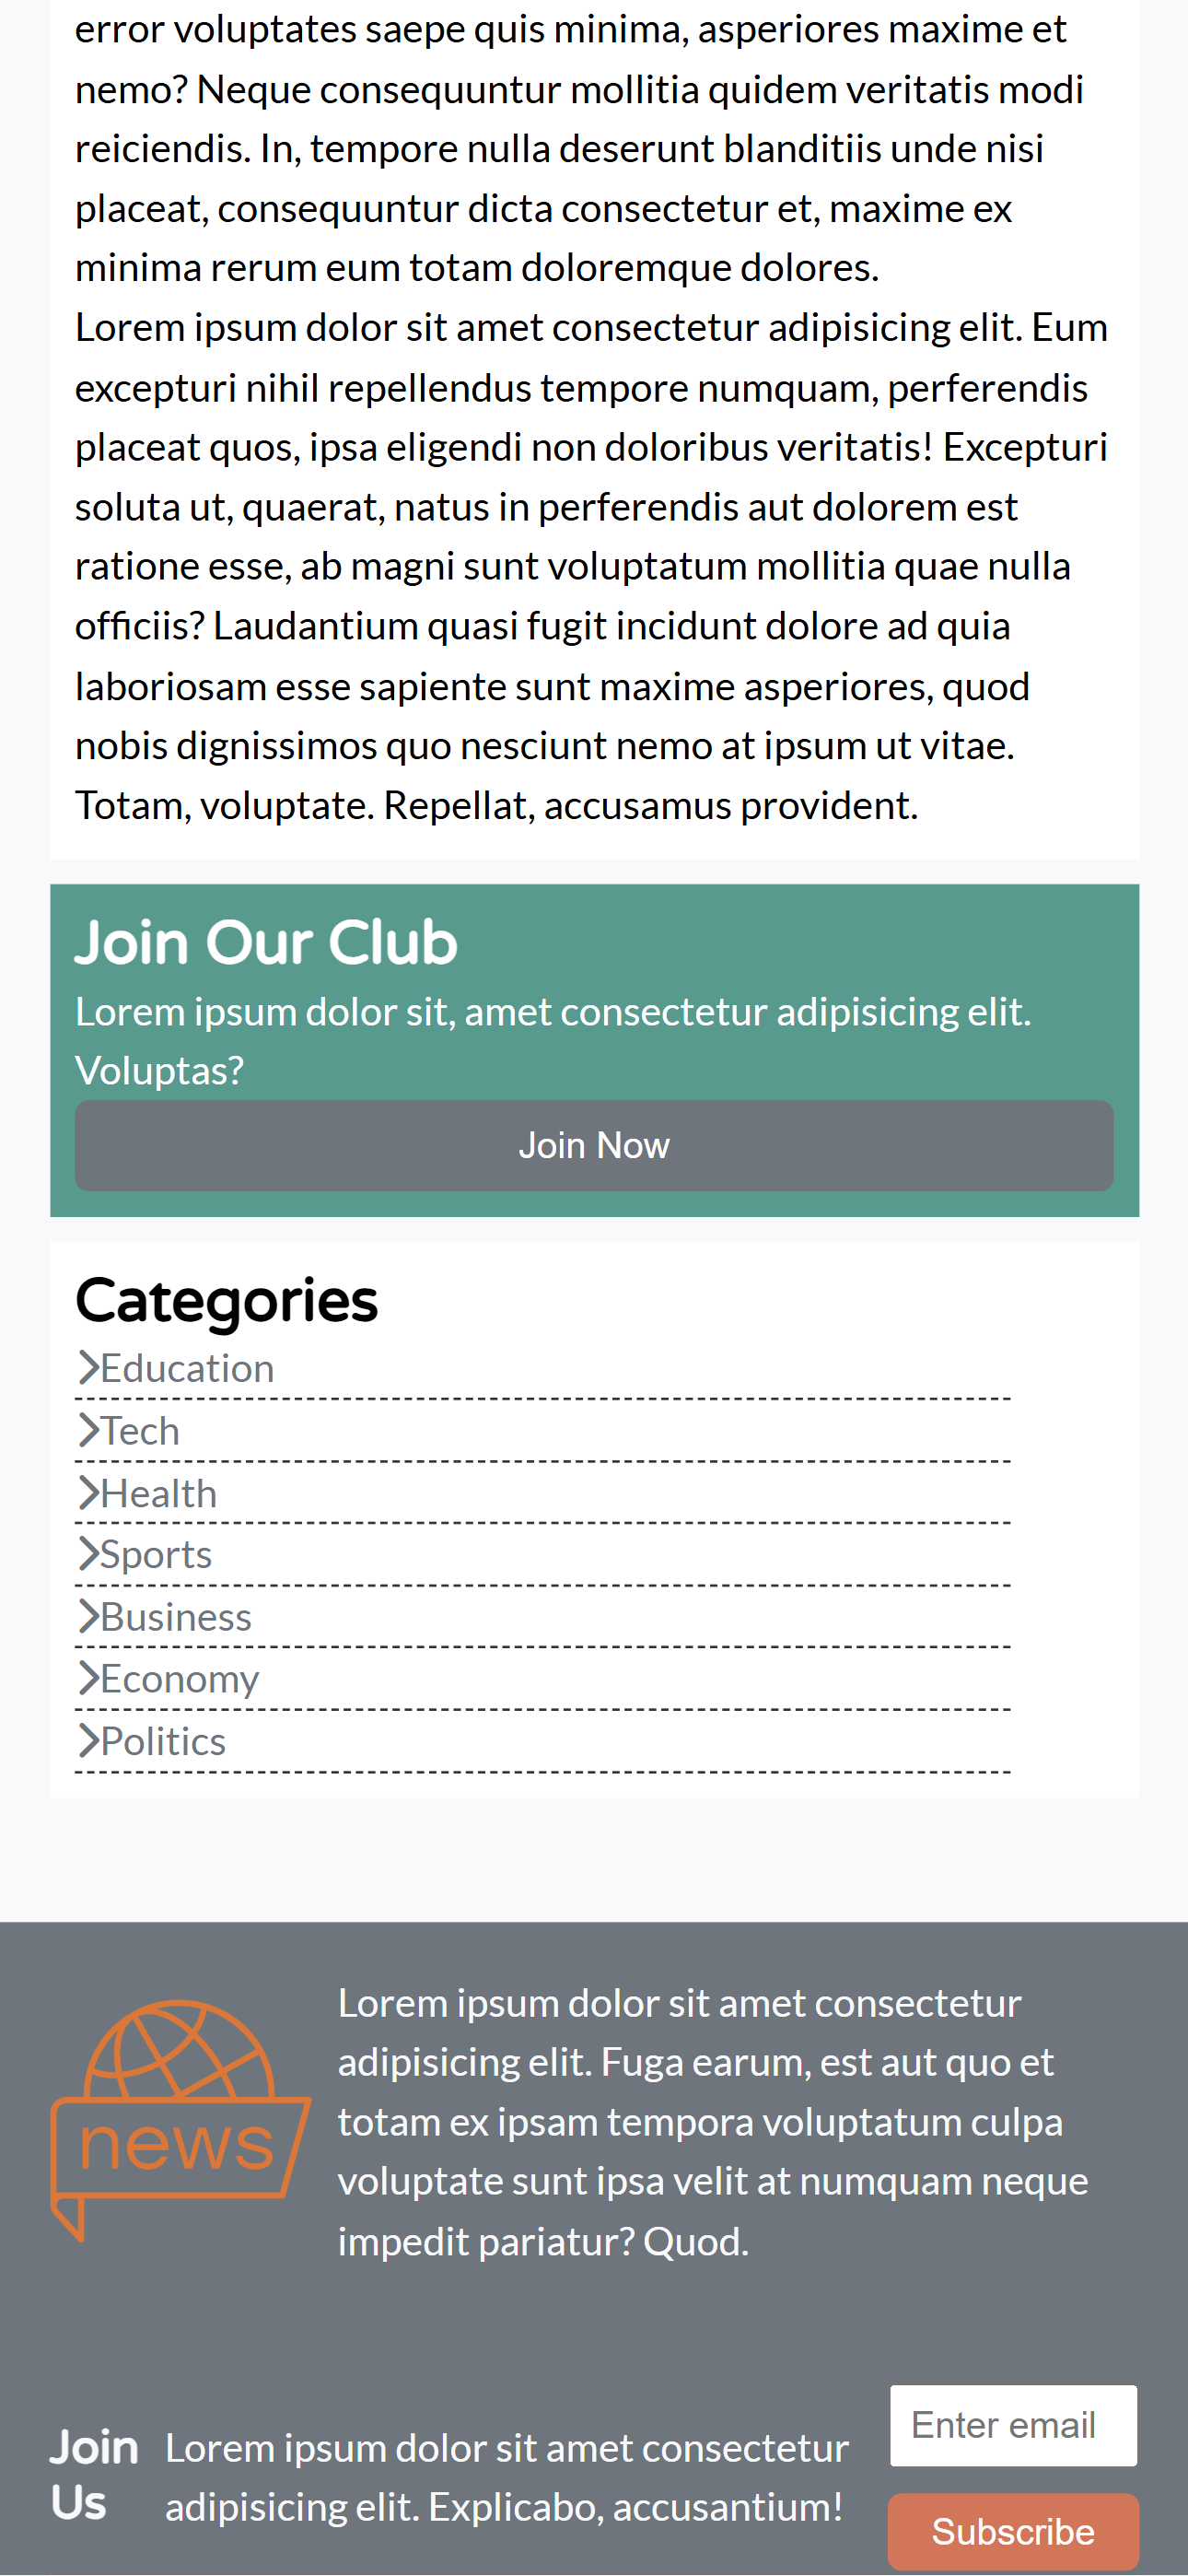 error voluptates saepe quis minima, asperiores maxime et
nemo? Neque consequuntur mollitia quidem veritatis modi
reiciendis. In, tempore nulla deserunt blanditiis unde nisi
placeat, consequuntur dicta consectetur et, maxime ex
minima rerum eum totam doloremque dolores.
Lorem ipsum dolor sit amet consectetur adipisicing elit. Eum
excepturi nihil repellendus tempore numquam, perferendis
placeat quos, ipsa eligendi non doloribus veritatis! Excepturi
soluta ut, quaerat, natus in perferendis aut dolorem est
ratione esse, ab magni sunt voluptatum mollitia quae nulla
officiis? Laudantium quasi fugit incidunt dolore ad quia
laboriosam esse sapiente sunt maxime asperiores, quod
nobis dignissimos quo nesciunt nemo at ipsum ut vitae.
Totam, voluptate. Repellat, accusamus provident.
Join Our Club
Lorem ipsum dolor sit, amet consectetur adipisicing elit.
Voluptas?
Join Now
Categories
Education
Tech
Health
Sports
Business
Economy
Politics
news
Lorem ipsum dolor sit amet consectetur
adipisicing elit. Fuga earum, est aut quo et
totam ex ipsam tempora voluptatum culpa
voluptate sunt ipsa velit at numquam neque
impedit pariatur? Quod.
Join
Us
Lorem ipsum dolor sit amet consectetur
adipisicing elit. Explicabo, accusantium!
Enter email
Subscribe